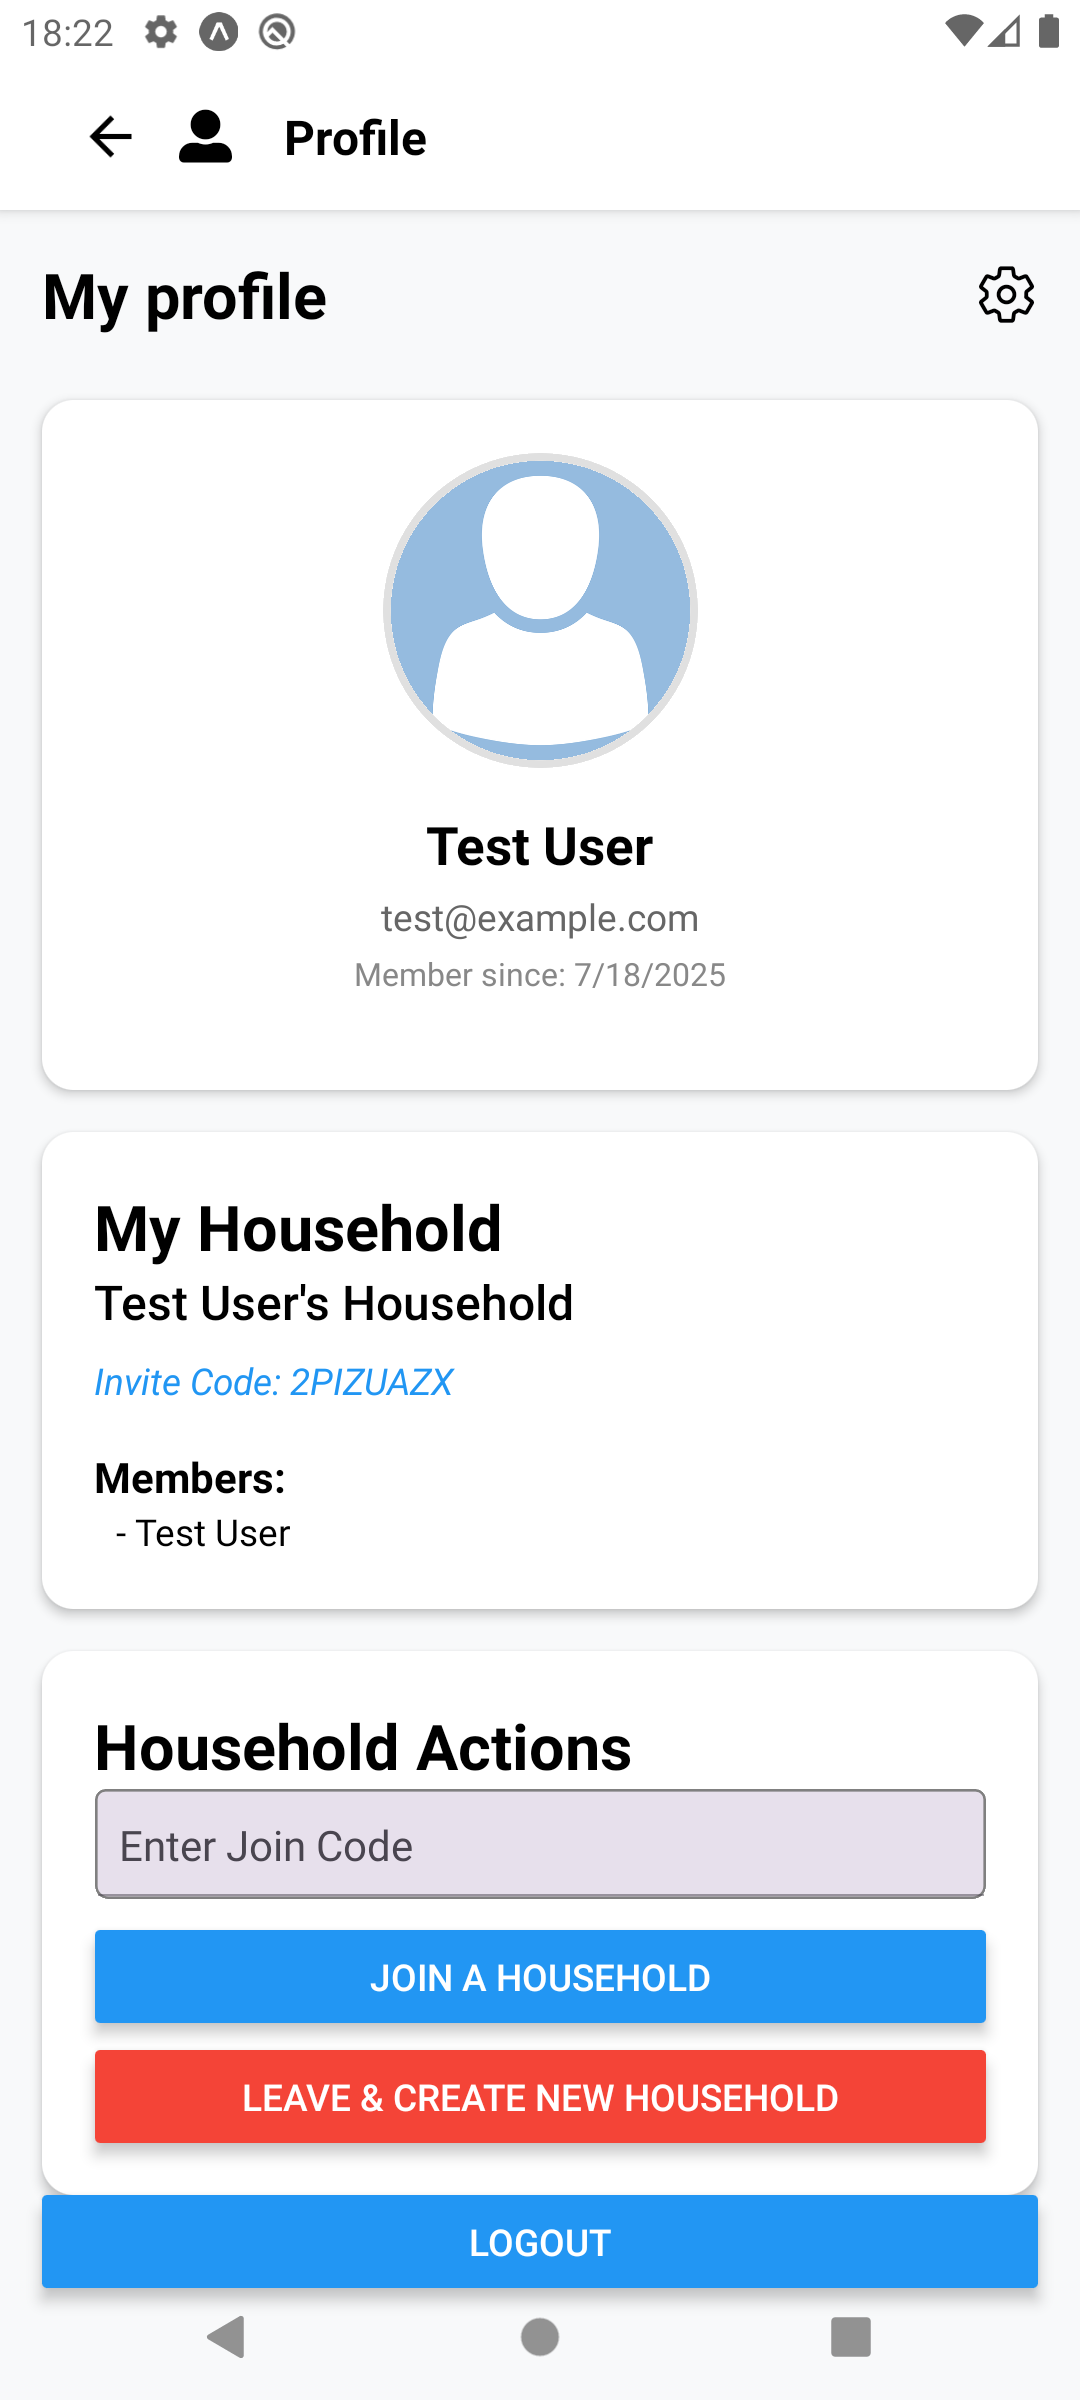 18:22
Profile
My profile
Test User
test@example.com
Member since: 7/18/2025
My Household
Test User's Household
Invite Code: 2PIZUAZX
Members:
- Test User
Household Actions
Enter Join Code
JOIN A HOUSEHOLD
LEAVE & CREATE NEW HOUSEHOLD
LOGOUT